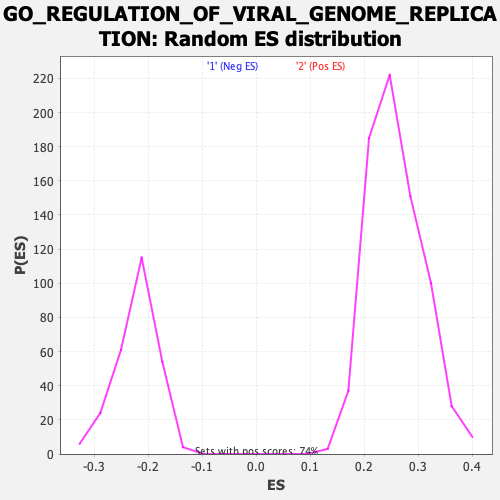 GO_REGULATION_OF_VIRAL_GENOME_REPLICA
TION: Random ES distribution
'1' (Neg ES) '2' (Pos ES)
220
200
180
160
140
120
100
80
60
40
20
0
P(ES)
Sets with pos scores: 74%
-0.3 -0.2 -0.1 0.0 0.1 0.2 0.3 0.4
ES